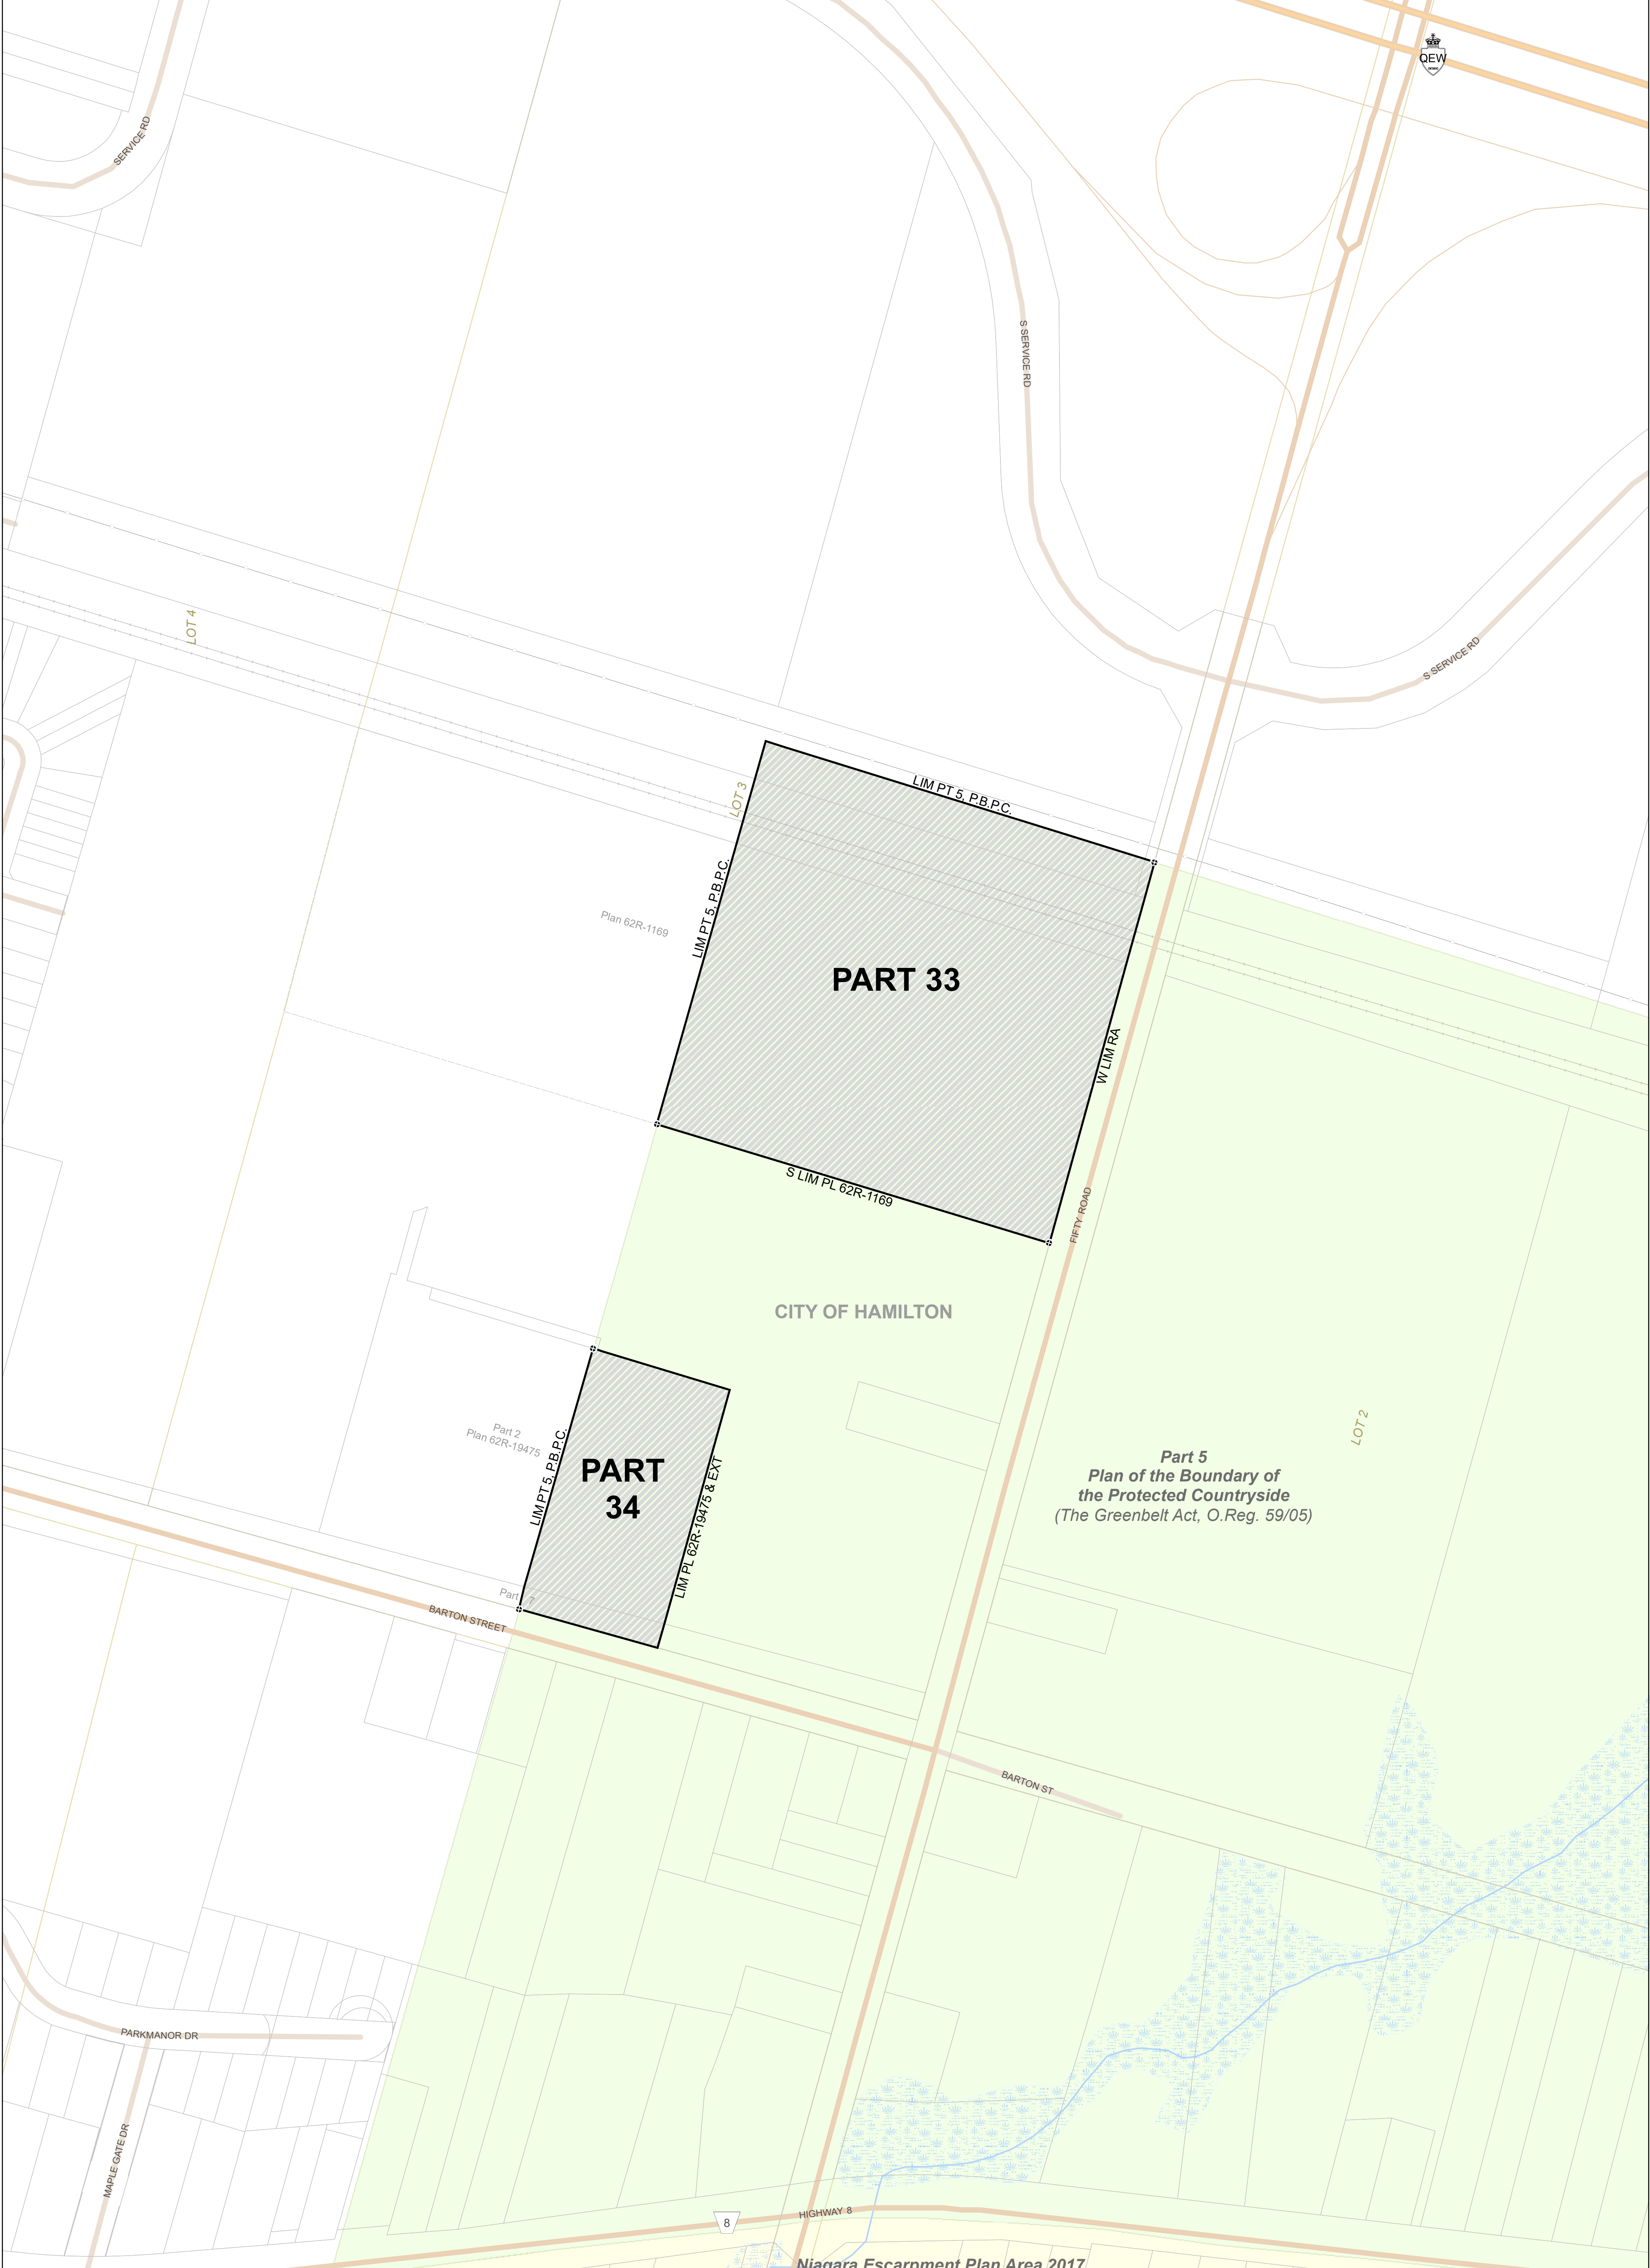 QEW
SERVICE RD
S SERVICE RD
LOT 4
S SERVICE RD
LIM PT 5, P.B.P.C.
LOT 3
LIM PT 5, P.B.P.C.
Plan 62R-1169
PART 33
W LIM RA
S LIM PL 62R-1169
FIFTY ROAD
CITY OF HAMILTON
LOT 2
Part 2
Plan 62R-19475
LIM PT 5, P.B.P.C.
PART
34
LIM PL 62R-19475 & EXT
Part 5
Plan of the Boundary of
the Protected Countryside
(The Greenbelt Act, O.Reg. 59/05)
Part
BARTON STREET
BARTON ST
PARKMANOR DR
MAPLE GATE DR
HIGHWAY 8
8
Niagara Escarpment Plan Area 2017